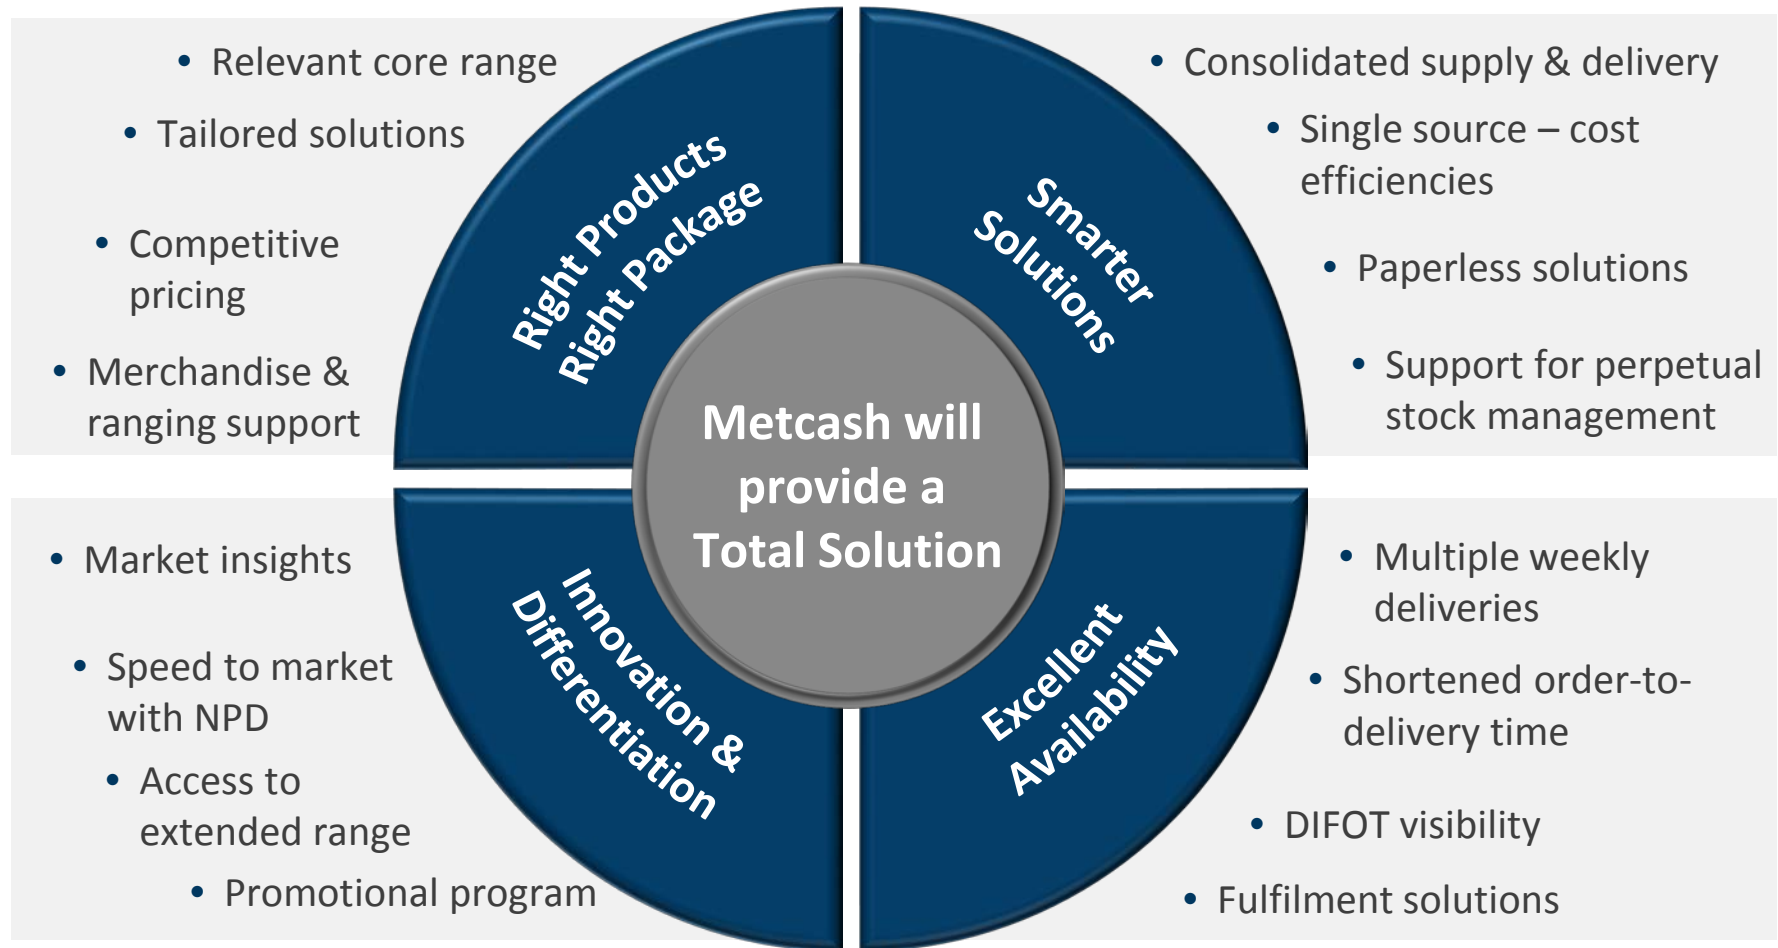 • Relevant core range
• Tailored solutions
• Competitive
pricing
• Merchandise &
ranging support
Right Products
Right Package
Smarter
Solutions
• Consolidated supply & delivery
• Single source – cost
efficiencies
• Paperless solutions
• Support for perpetual
stock management
Metcash will
provide a
Total Solution
• Market insights
• Speed to market
with NPD
• Access to
extended range
• Promotional program
Innovation &
Differentiation
Excellent
Availability
• Multiple weekly
deliveries
• Shortened order-to-
delivery time
• DIFOT visibility
• Fulfilment solutions